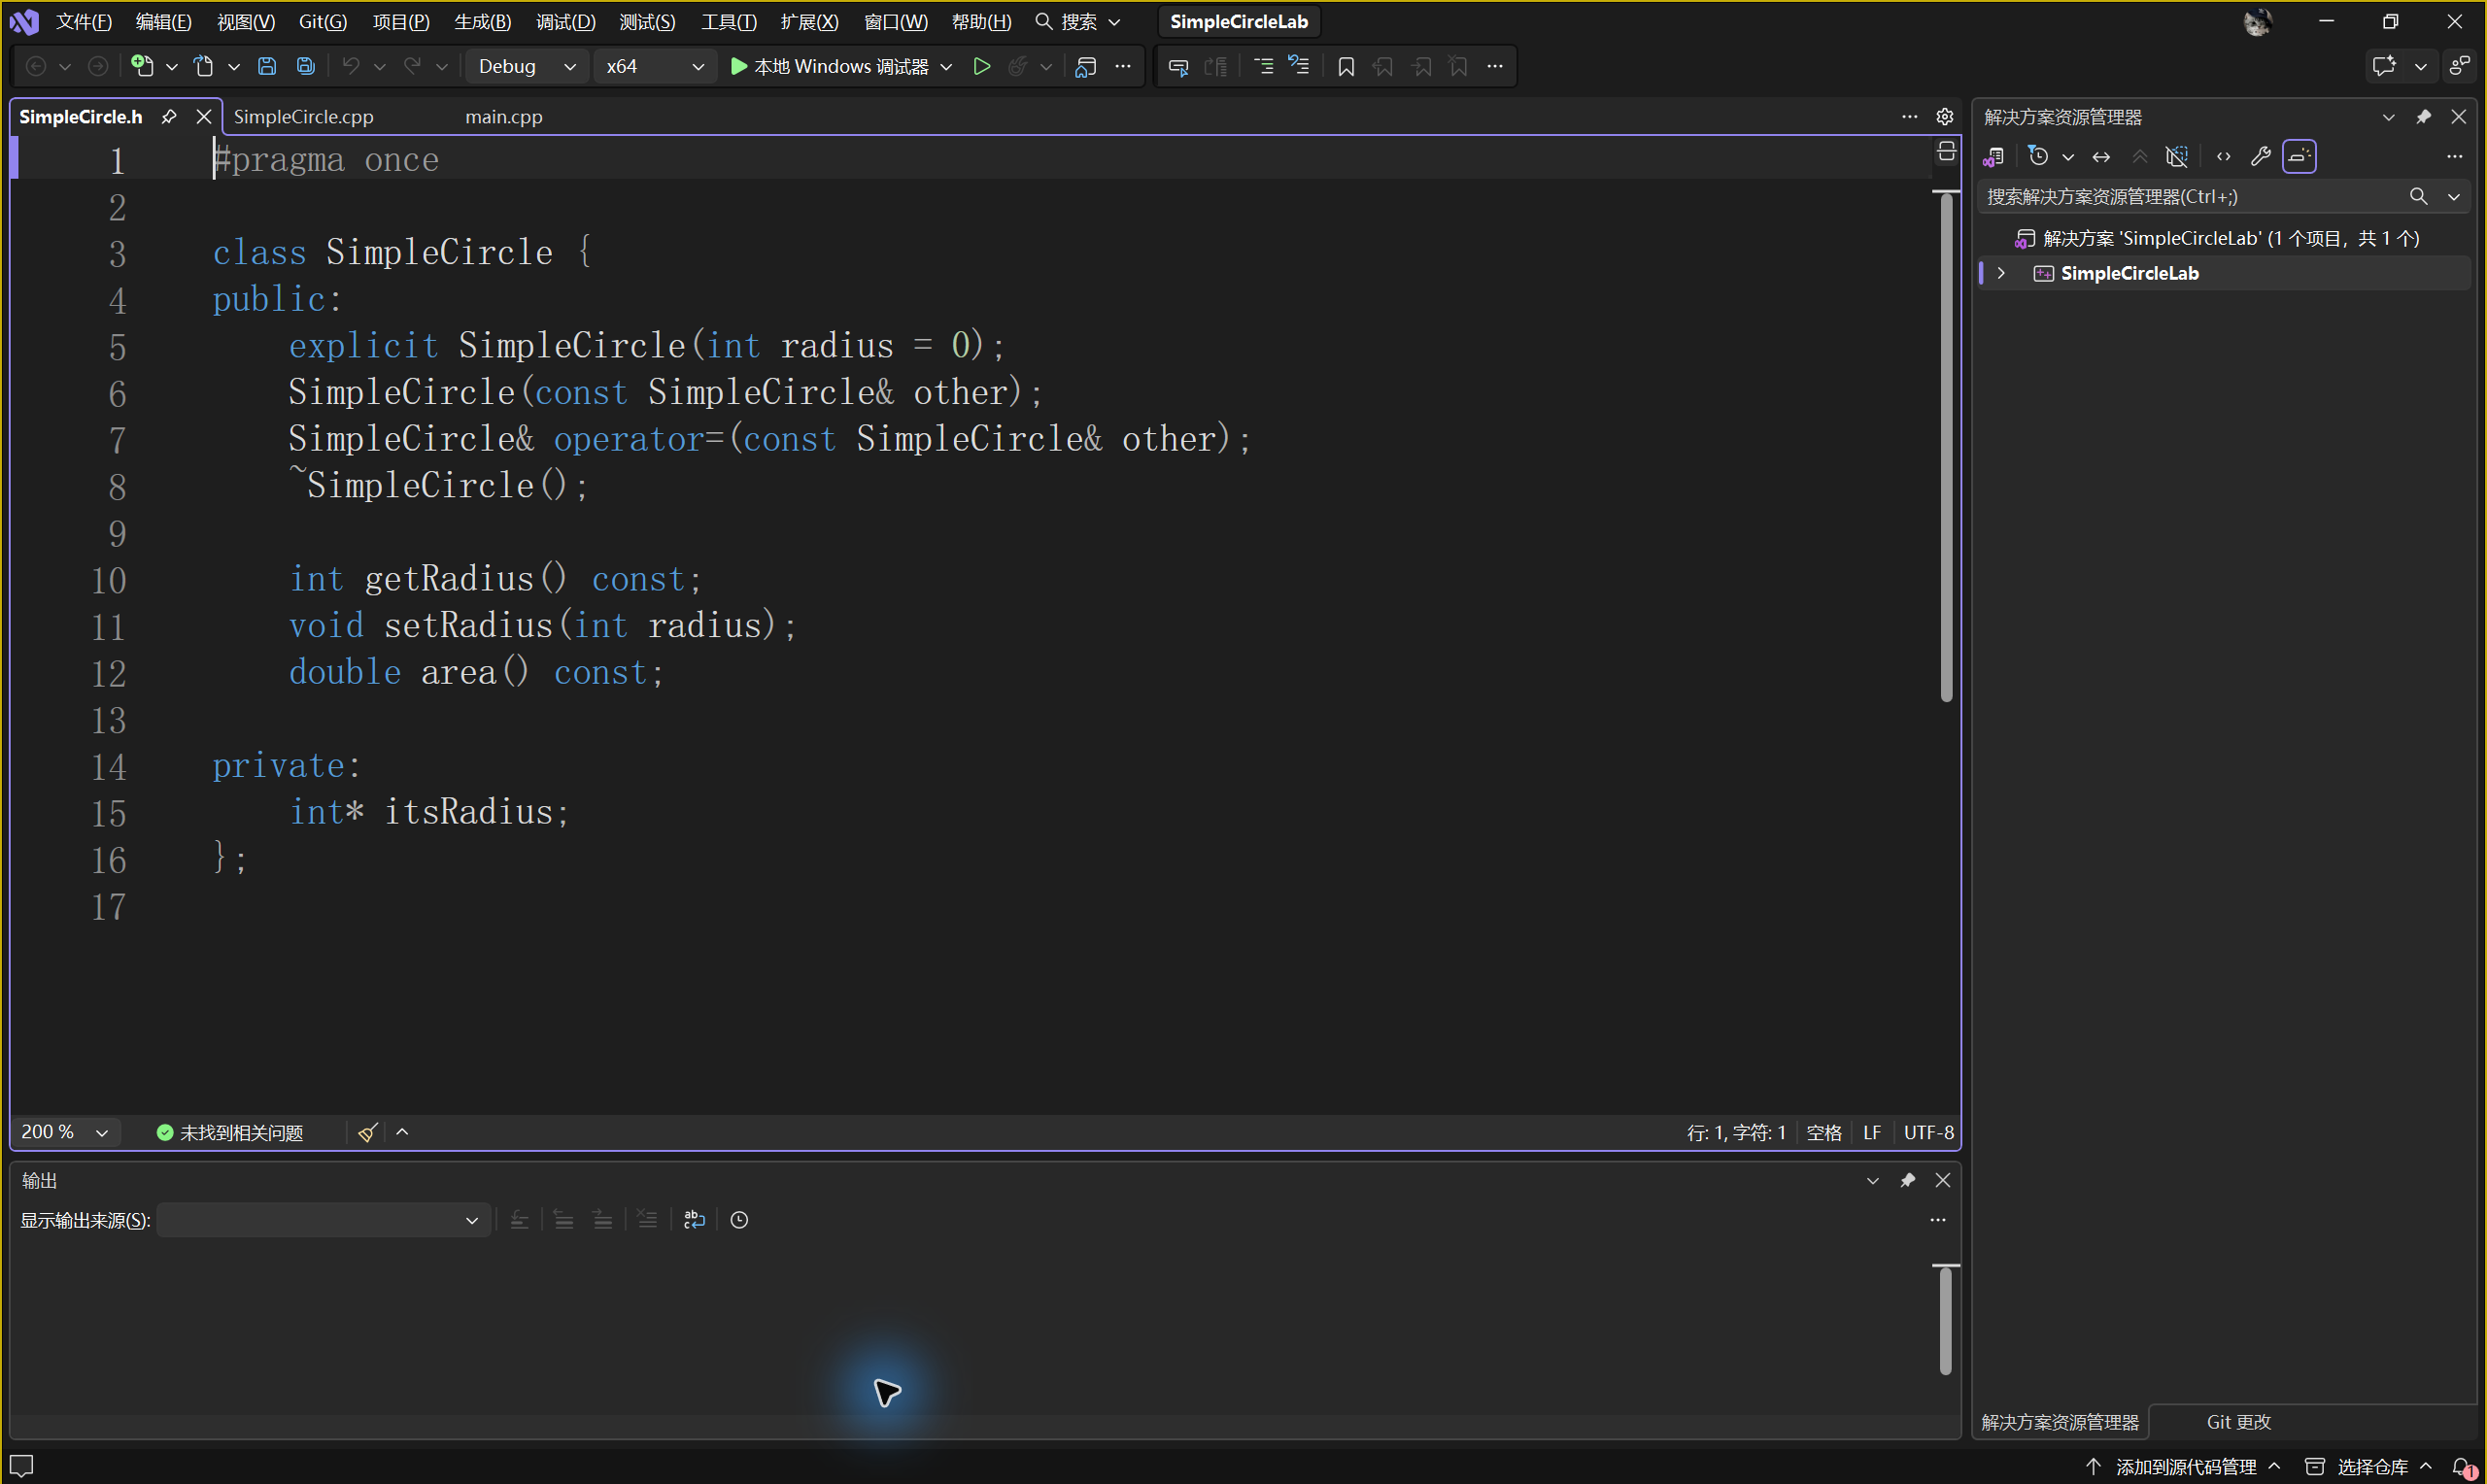 文件(F) 编辑(E) 视图(V) Git(G) 项目(P) 生成(B) 调试(D) 测试(S) 工具(T) 扩展(X) 窗口(W) 帮助(H) 搜索 SimpleCircleLab
Debug x64 本地 Windows 调试器
SimpleCircle.h SimpleCircle.cpp main.cpp
1 #pragma once
2
3 class SimpleCircle {
4 public:
5 explicit SimpleCircle(int radius = 0);
6 SimpleCircle(const SimpleCircle& other);
7 SimpleCircle& operator=(const SimpleCircle& other);
8 ~SimpleCircle();
9
10 int getRadius() const;
11 void setRadius(int radius);
12 double area() const;
13
14 private:
15 int* itsRadius;
16 };
17
200 % 未找到相关问题 行: 1, 字符: 1 空格 LF UTF-8
输出
显示输出来源(S):
解决方案资源管理器
搜索解决方案资源管理器(Ctrl+;)
解决方案 'SimpleCircleLab' (1 个项目，共 1 个)
SimpleCircleLab
解决方案资源管理器 Git 更改
添加到源代码管理 选择仓库 1